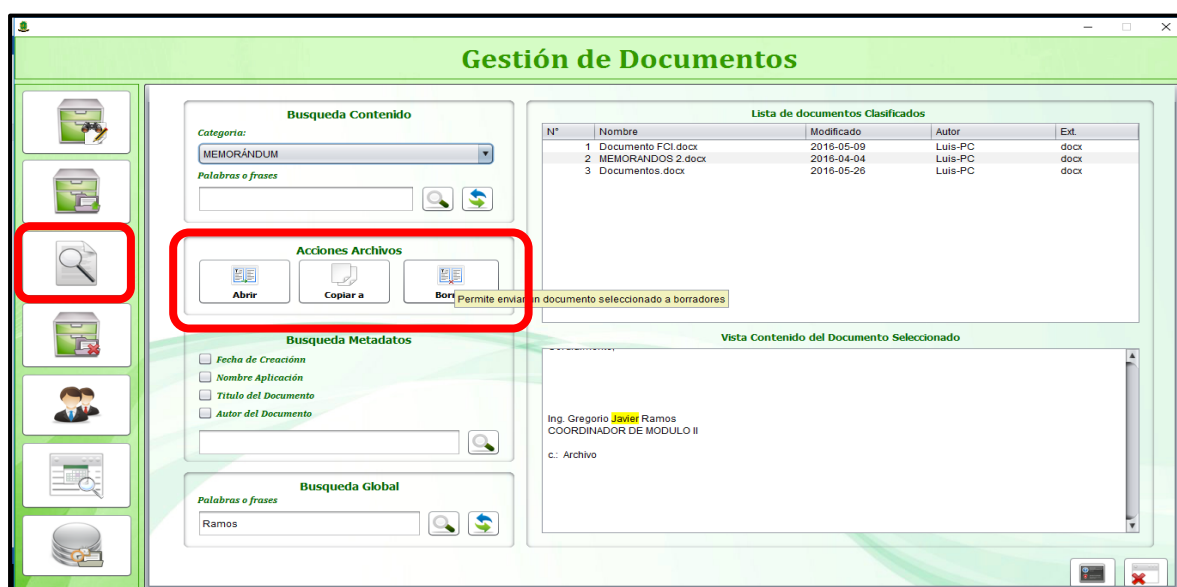 Gestión de Documentos
Busqueda Contenido
Categoria:
MEMORÁNDUM
Palabras o frases
Acciones Archivos
Abrir
Copiar a
Permite enviar un documento seleccionado a borradores
Busqueda Metadatos
Fecha de Creaciónn
Nombre Aplicación
Titulo del Documento
Autor del Documento
Busqueda Global
Palabras o frases
Ramos
Lista de documentos Clasificados
N° Nombre Modificado Autor Ext.
1 Documento FCI.docx 2016-05-09 Luis-PC docx
2 MEMORANDOS 2.docx 2016-04-04 Luis-PC docx
3 Documentos.docx 2016-05-26 Luis-PC docx
Vista Contenido del Documento Seleccionado
Ing. Gregorio Javier Ramos
COORDINADOR DE MODULO II
c.: Archivo